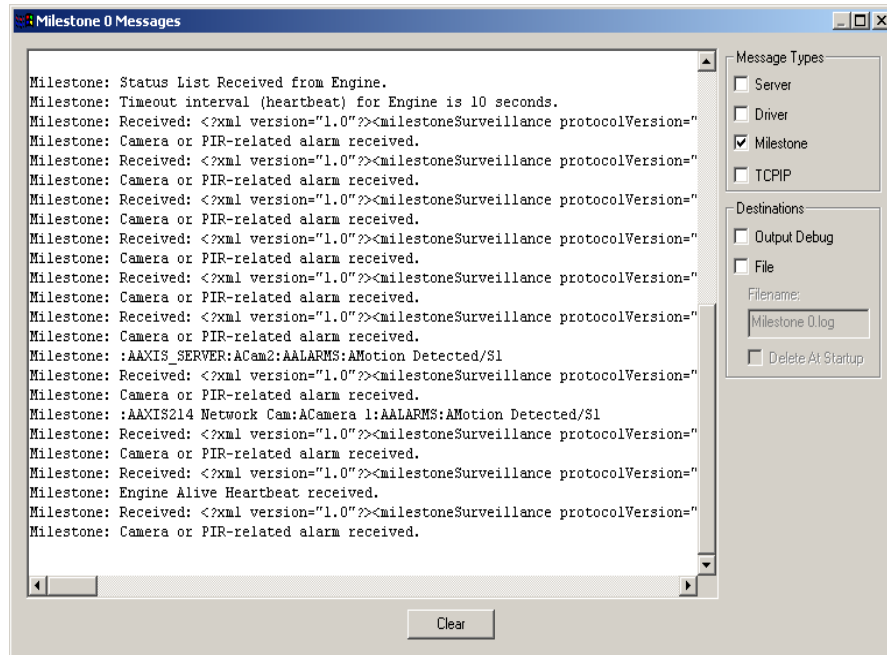 Milestone 0 Messages
Milestone: Status List Received from Engine.
Milestone: Timeout interval (heartbeat) for Engine is 10 seconds.
Milestone: Received: <?xml version="1.0"?><milestoneSurveillance protocolVersion="
Milestone: Camera or PIR-related alarm received.
Milestone: Received: <?xml version="1.0"?><milestoneSurveillance protocolVersion="
Milestone: Camera or PIR-related alarm received.
Milestone: Received: <?xml version="1.0"?><milestoneSurveillance protocolVersion="
Milestone: Camera or PIR-related alarm received.
Milestone: Received: <?xml version="1.0"?><milestoneSurveillance protocolVersion="
Milestone: Camera or PIR-related alarm received.
Milestone: Received: <?xml version="1.0"?><milestoneSurveillance protocolVersion="
Milestone: Camera or PIR-related alarm received.
Milestone: Received: <?xml version="1.0"?><milestoneSurveillance protocolVersion="
Milestone: Camera or PIR-related alarm received.
Milestone: :AAXIS_SERVER:ACam2:AALARMS:AMotion Detected/S1
Milestone: Received: <?xml version="1.0"?><milestoneSurveillance protocolVersion="
Milestone: Camera or PIR-related alarm received.
Milestone: :AAXIS214 Network Cam:ACamera 1:AALARMS:AMotion Detected/S1
Milestone: Received: <?xml version="1.0"?><milestoneSurveillance protocolVersion="
Milestone: Camera or PIR-related alarm received.
Milestone: Received: <?xml version="1.0"?><milestoneSurveillance protocolVersion="
Milestone: Engine Alive Heartbeat received.
Milestone: Received: <?xml version="1.0"?><milestoneSurveillance protocolVersion="
Milestone: Camera or PIR-related alarm received.
Message Types
Server
Driver
Milestone
TCPIP
Destinations
Output Debug
File
Filename:
Milestone 0.log
Delete At Startup
Clear